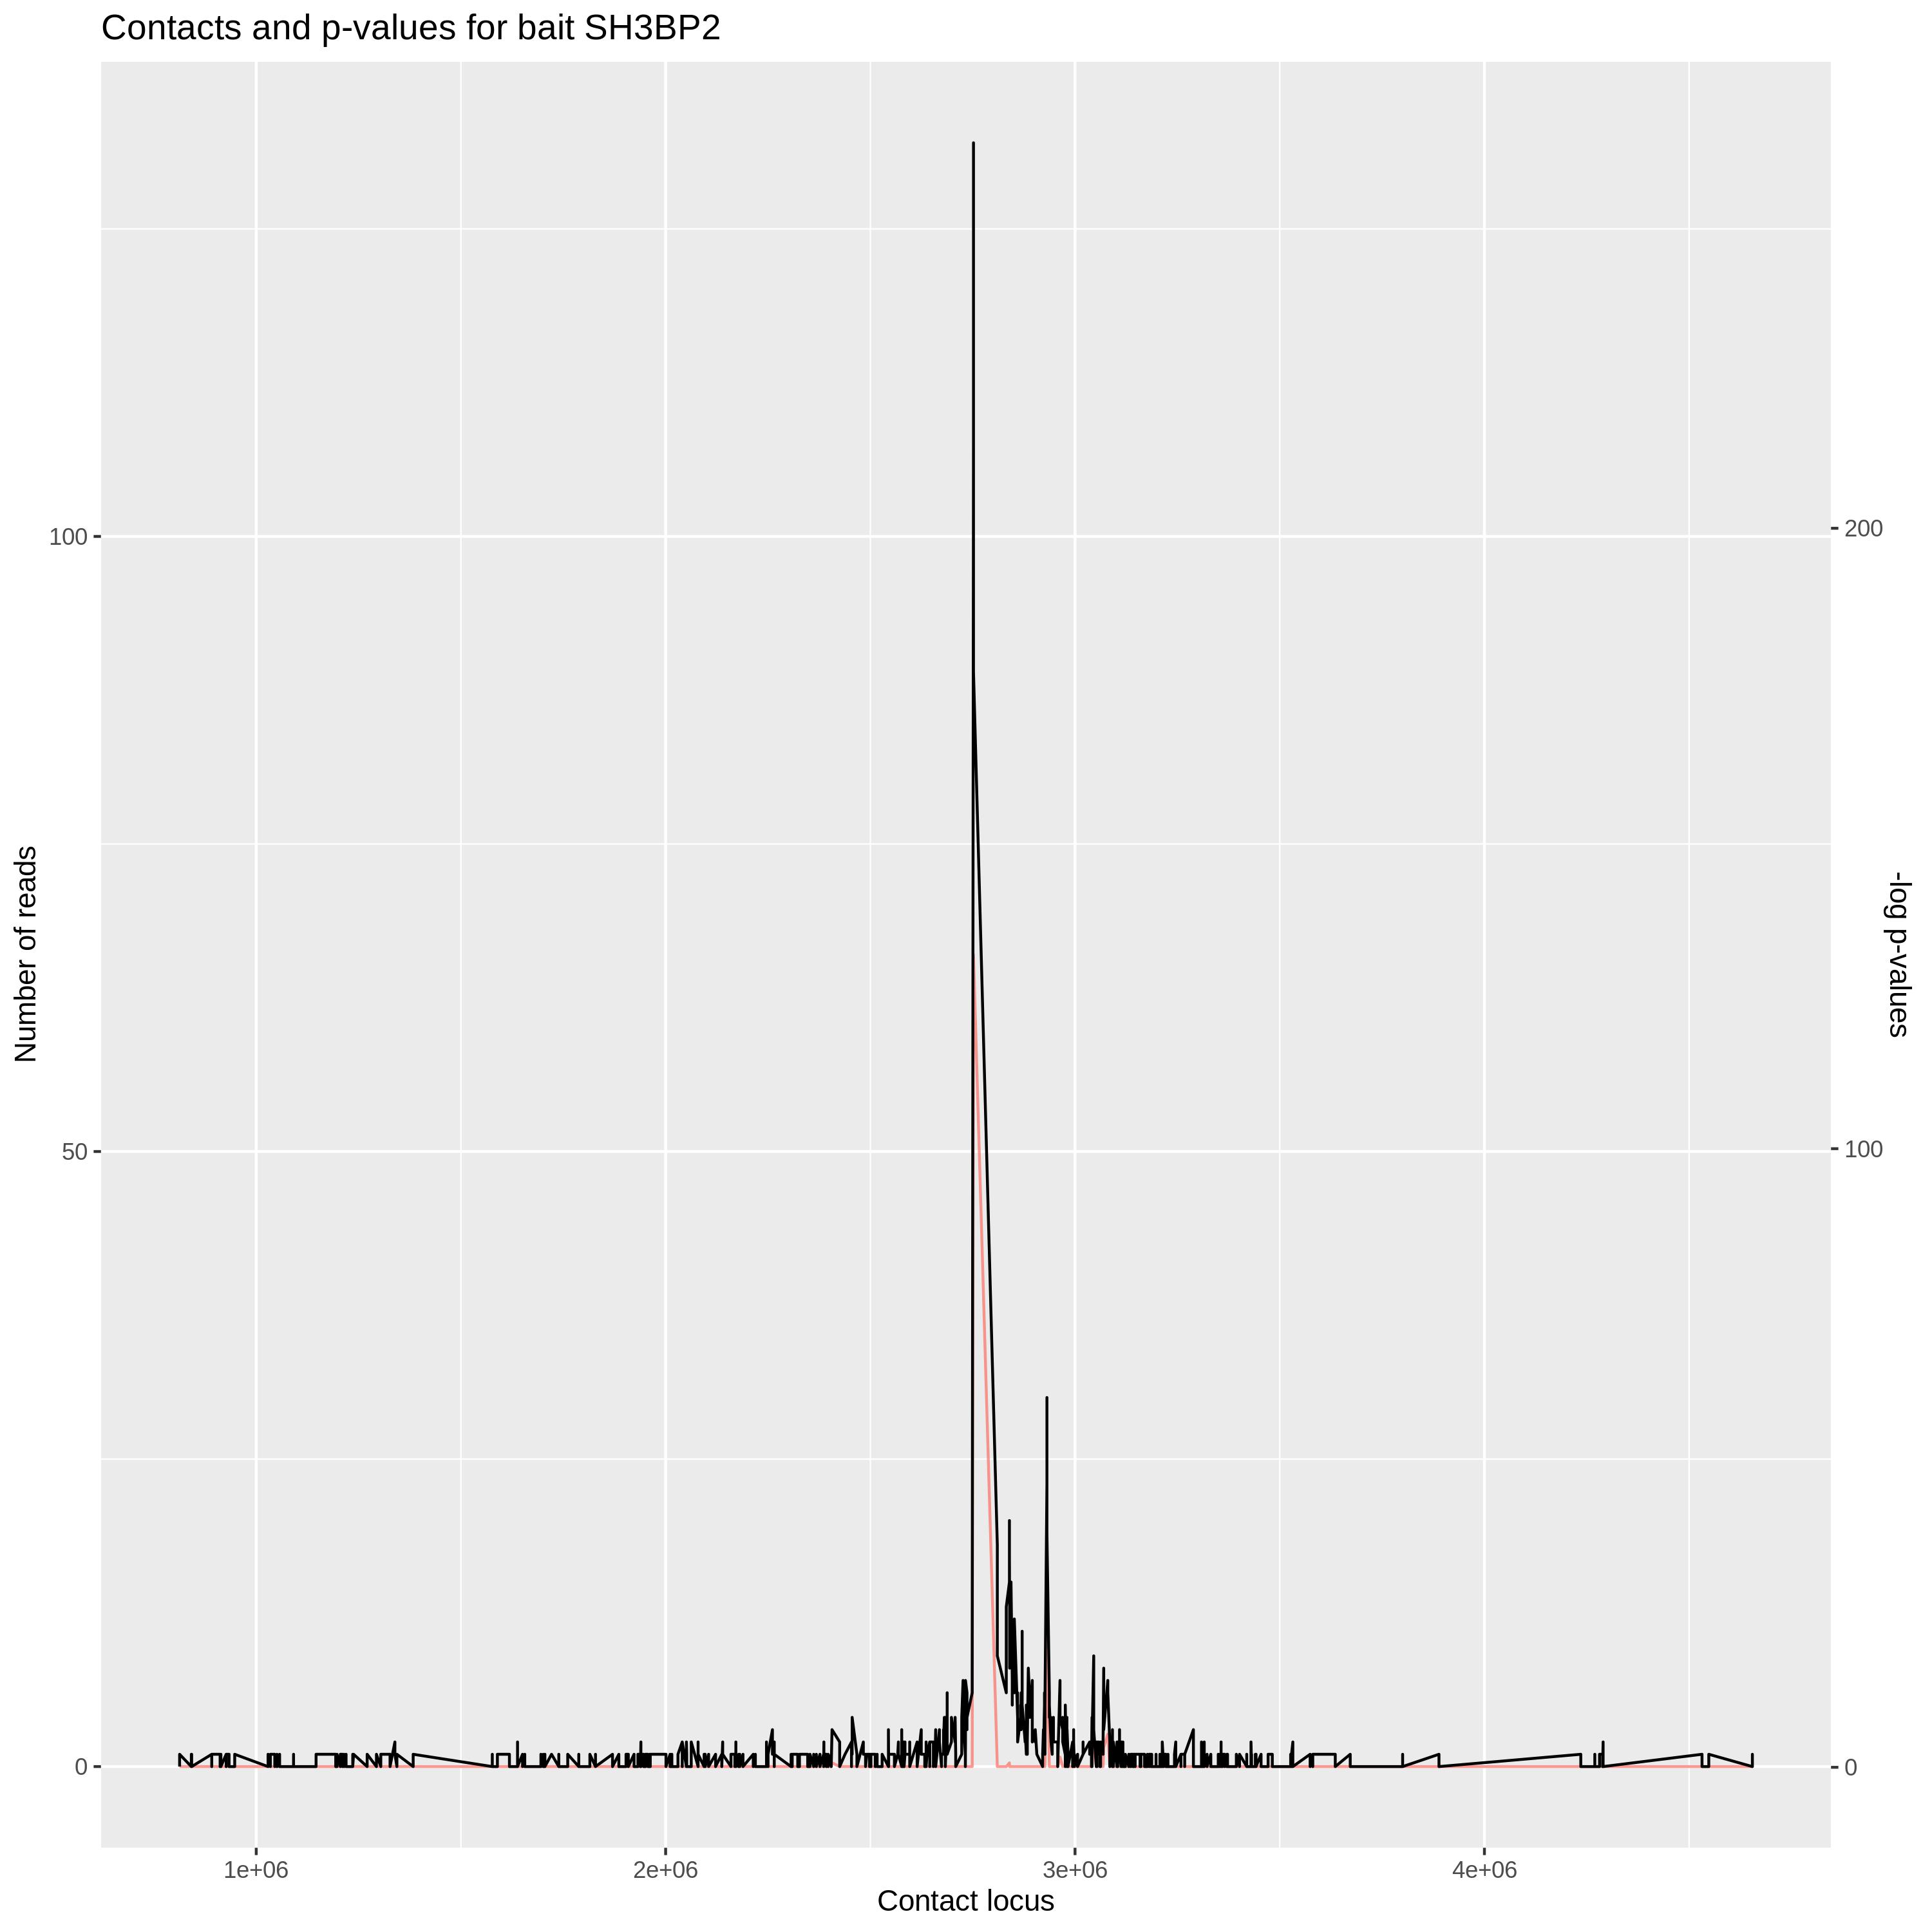 Contacts and p-values for bait SH3BP2
Number of reads
100
50
0
200
100
0
-log p-values
1e+06
2e+06
3e+06
4e+06
Contact locus